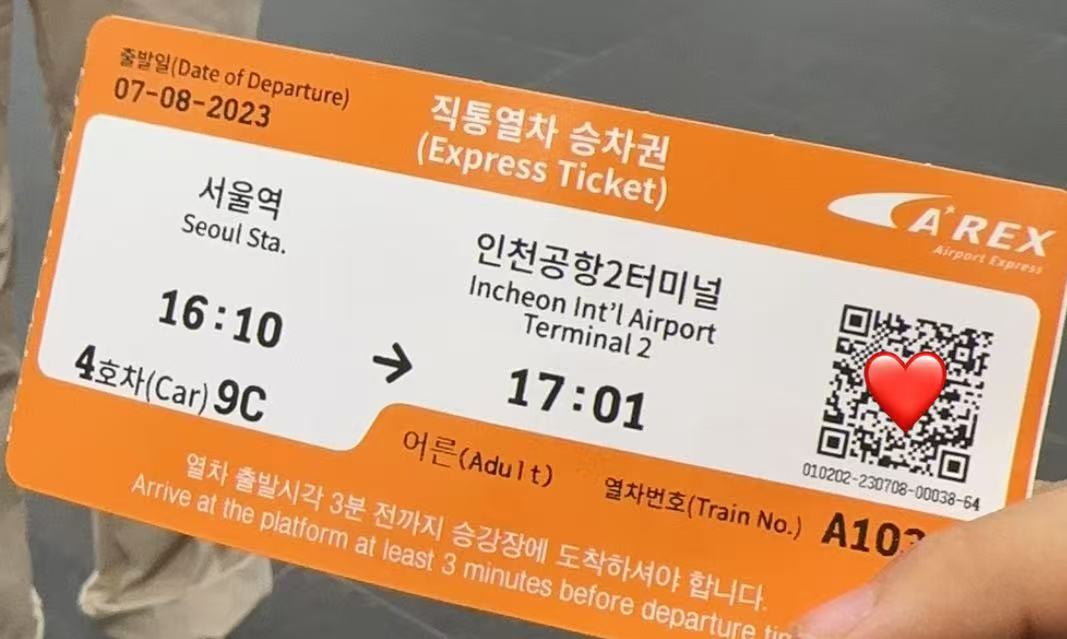 출발일(Date of Departure)
07-08-2023
직통열차 승차권
(Express Ticket)
A'REX
Airport Express
서울역
Seoul Sta.
16:10
4호차(Car) 9C
→
인천공항2터미널
Incheon Int'l Airport
Terminal 2
17:01
010202-230708-00038-64
어른(Adult)
열차번호(Train No.) A103
열차 출발시각 3분 전까지 승강장에 도착하셔야 합니다.
Arrive at the platform at least 3 minutes before departure